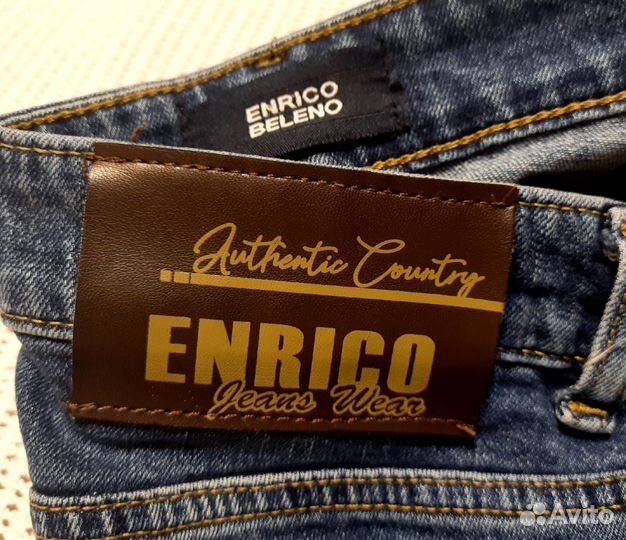 ENRICO
BELENO
Authentic Country
ENRICO
Jeans Wear
Avito